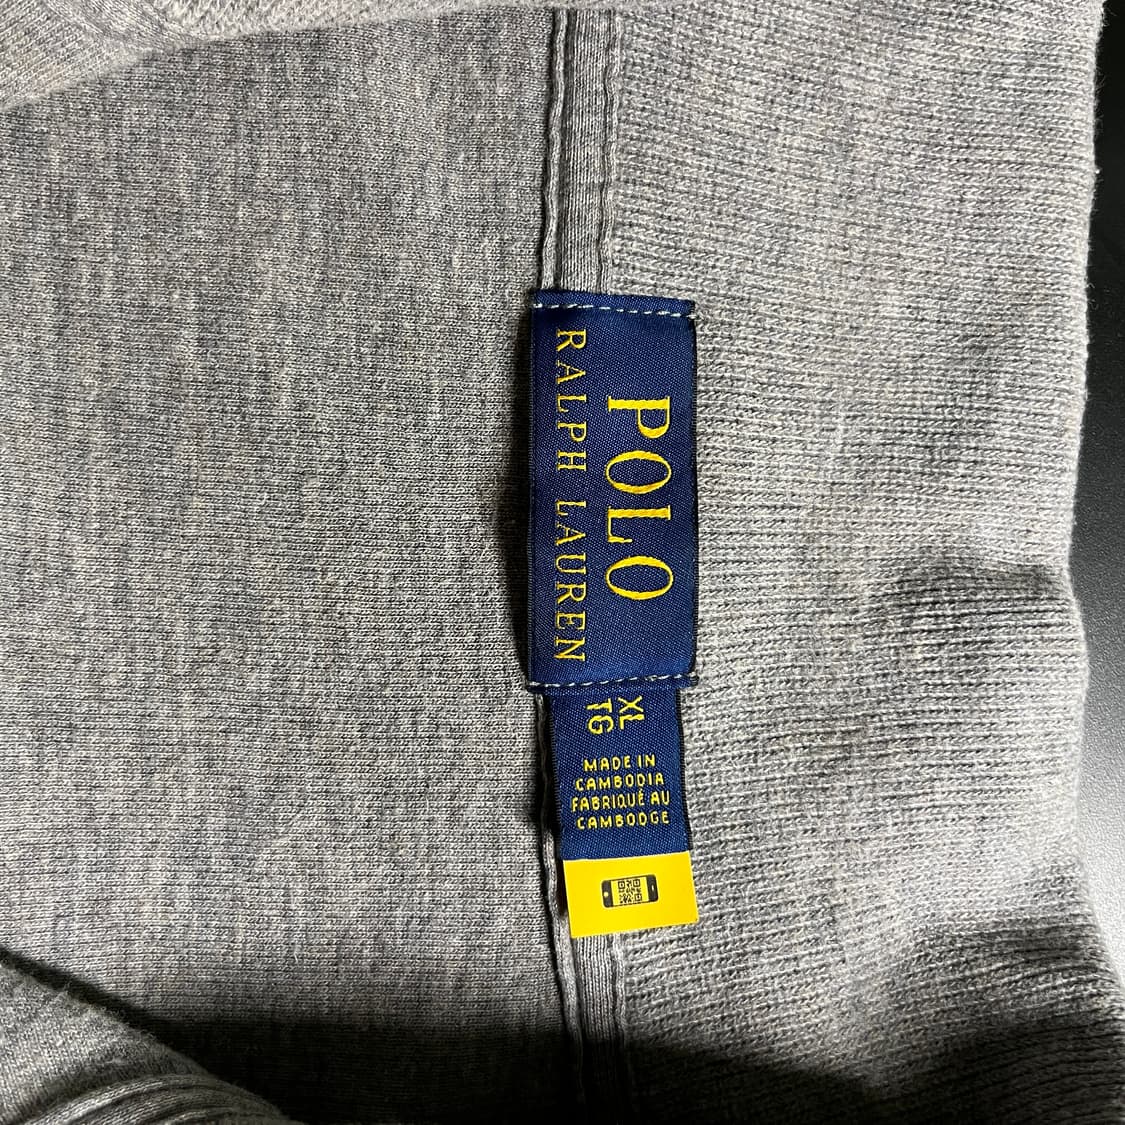 POLO
RALPH LAUREN
XL
TG
MADE IN
CAMBODIA
FABRIQUÉ AU
CAMBODGE